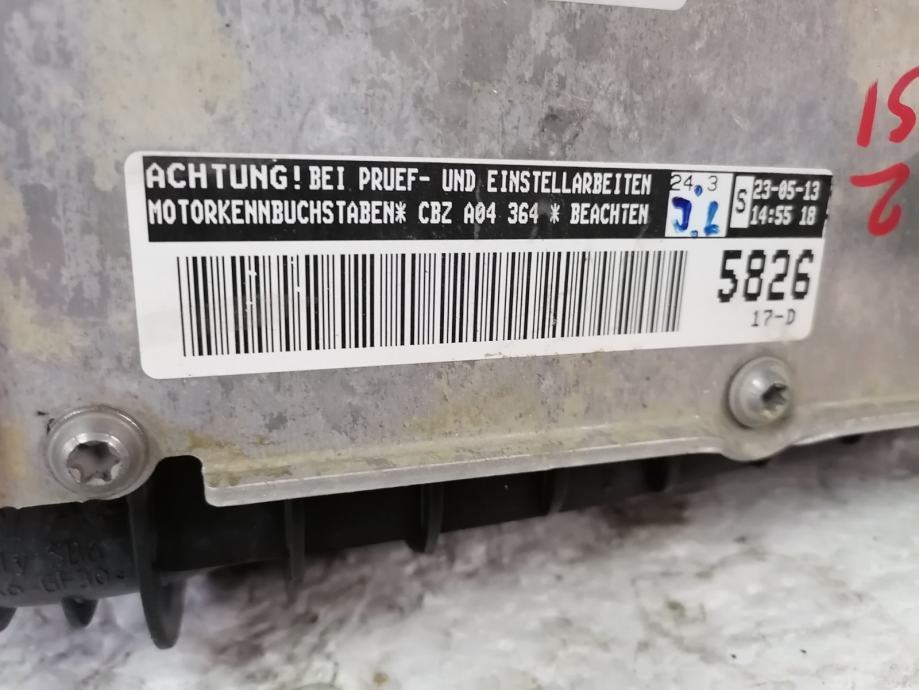 ACHTUNG! BEI PRUEF- UND EINSTELLARBEITEN
MOTORKENNBUCHSTABEN* CBZ A04 364 * BEACHTEN
24.3
J.L
S
23-05-13
14:55 18
5826
17-D
2
SI